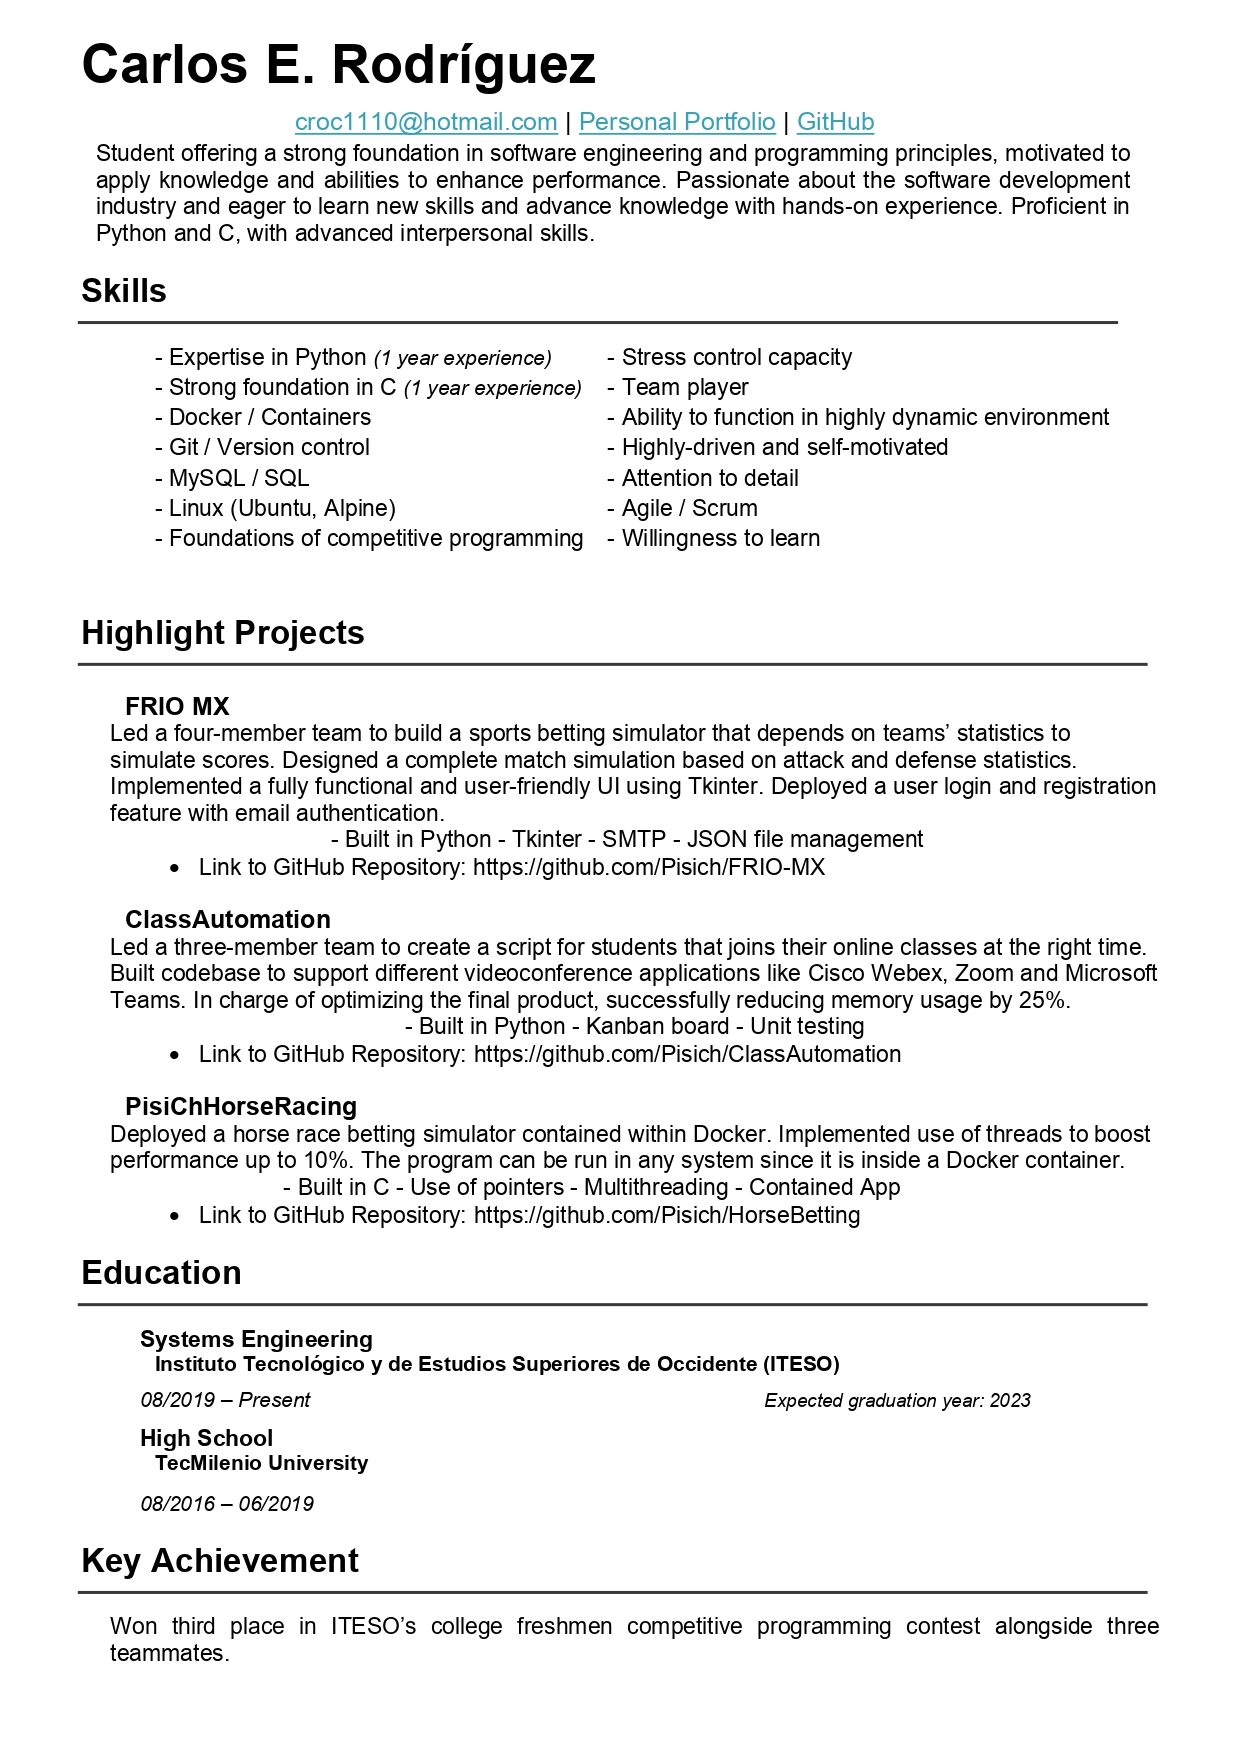 Carlos E. Rodríguez
croc1110@hotmail.com | Personal Portfolio | GitHub
Student offering a strong foundation in software engineering and programming principles, motivated to
apply knowledge and abilities to enhance performance. Passionate about the software development
industry and eager to learn new skills and advance knowledge with hands-on experience. Proficient in
Python and C, with advanced interpersonal skills.
Skills
- Expertise in Python (1 year experience)
- Strong foundation in C (1 year experience)
- Docker / Containers
- Git / Version control
- MySQL / SQL
- Linux (Ubuntu, Alpine)
- Foundations of competitive programming
- Stress control capacity
- Team player
- Ability to function in highly dynamic environment
- Highly-driven and self-motivated
- Attention to detail
- Agile / Scrum
- Willingness to learn
Highlight Projects
FRIO MX
Led a four-member team to build a sports betting simulator that depends on teams’ statistics to
simulate scores. Designed a complete match simulation based on attack and defense statistics.
Implemented a fully functional and user-friendly UI using Tkinter. Deployed a user login and registration
feature with email authentication.
- Built in Python - Tkinter - SMTP - JSON file management
• Link to GitHub Repository: https://github.com/Pisich/FRIO-MX
ClassAutomation
Led a three-member team to create a script for students that joins their online classes at the right time.
Built codebase to support different videoconference applications like Cisco Webex, Zoom and Microsoft
Teams. In charge of optimizing the final product, successfully reducing memory usage by 25%.
- Built in Python - Kanban board - Unit testing
• Link to GitHub Repository: https://github.com/Pisich/ClassAutomation
PisiChHorseRacing
Deployed a horse race betting simulator contained within Docker. Implemented use of threads to boost
performance up to 10%. The program can be run in any system since it is inside a Docker container.
- Built in C - Use of pointers - Multithreading - Contained App
• Link to GitHub Repository: https://github.com/Pisich/HorseBetting
Education
Systems Engineering
Instituto Tecnológico y de Estudios Superiores de Occidente (ITESO)
08/2019 – Present Expected graduation year: 2023
High School
TecMilenio University
08/2016 – 06/2019
Key Achievement
Won third place in ITESO’s college freshmen competitive programming contest alongside three
teammates.